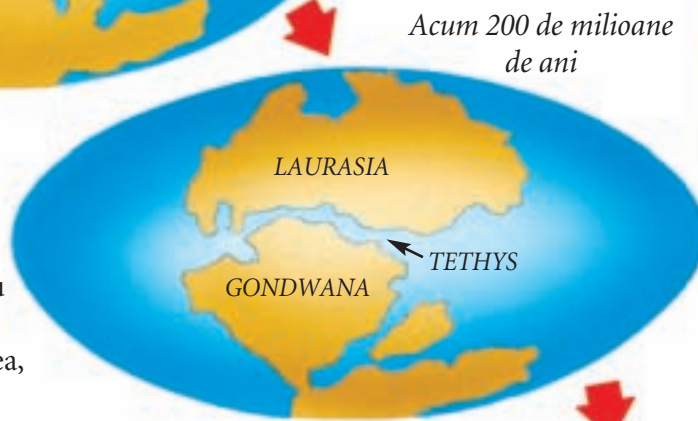 Acum 200 de milioane
de ani
LAURASIA
TETHYS
GONDWANA